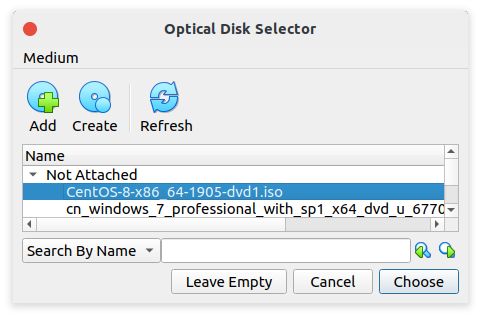 Optical Disk Selector
Medium
Add Create Refresh
Name
Not Attached
CentOS-8-x86_64-1905-dvd1.iso
cn_windows_7_professional_with_sp1_x64_dvd_u_6770
Search By Name
Leave Empty Cancel Choose